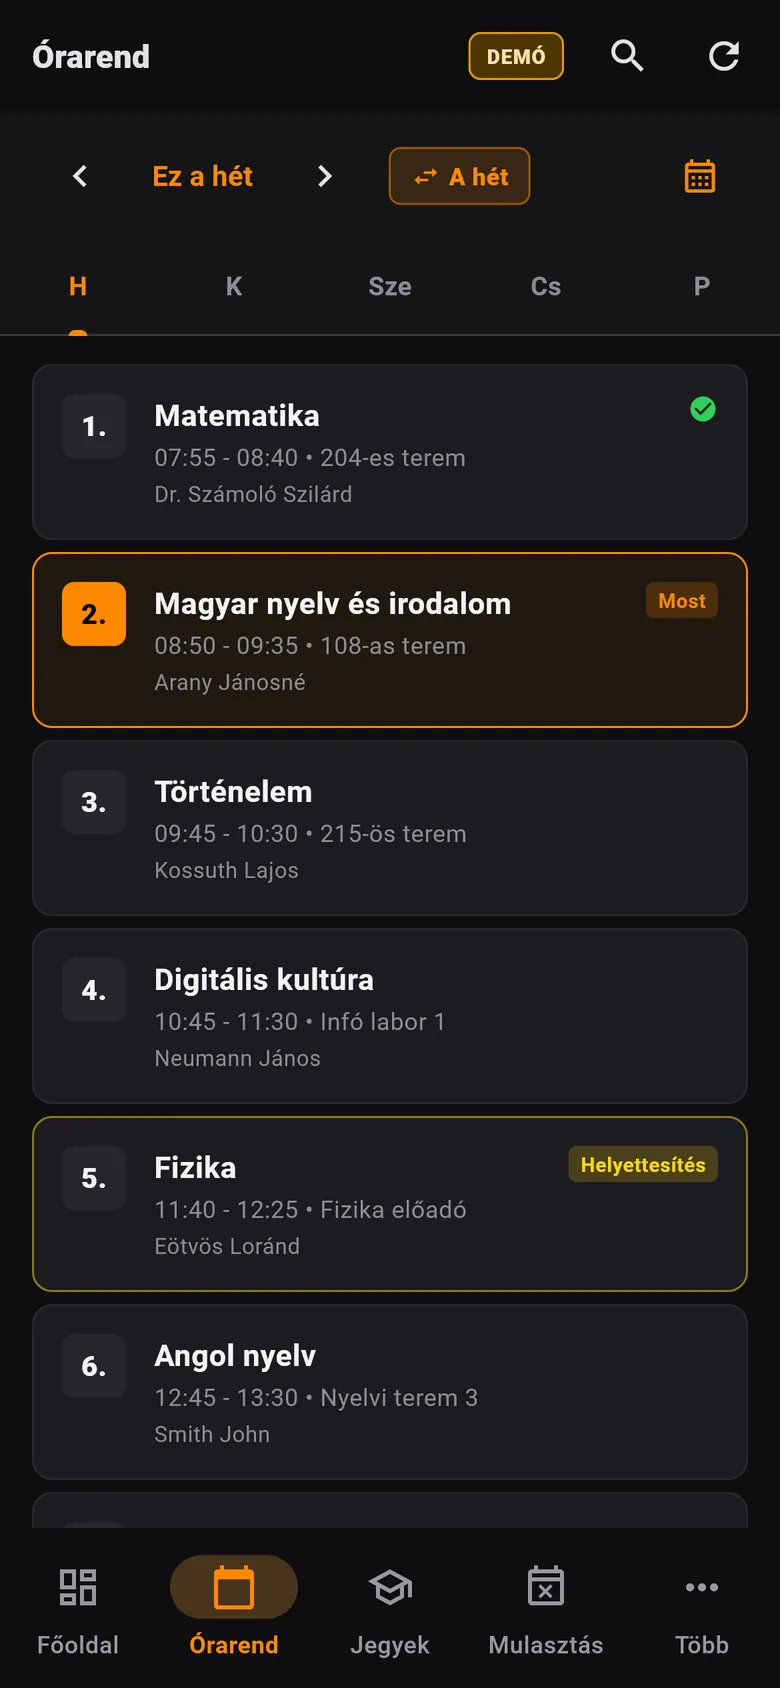 Órarend
DEMÓ
Ez a hét
A hét
H
K
Sze
Cs
P
1.
Matematika
07:55 - 08:40 • 204-es terem
Dr. Számoló Szilárd
2.
Magyar nyelv és irodalom
Most
08:50 - 09:35 • 108-as terem
Arany Jánosné
3.
Történelem
09:45 - 10:30 • 215-ös terem
Kossuth Lajos
4.
Digitális kultúra
10:45 - 11:30 • Infó labor 1
Neumann János
5.
Fizika
Helyettesítés
11:40 - 12:25 • Fizika előadó
Eötvös Loránd
6.
Angol nyelv
12:45 - 13:30 • Nyelvi terem 3
Smith John
Főoldal
Órarend
Jegyek
Mulasztás
Több